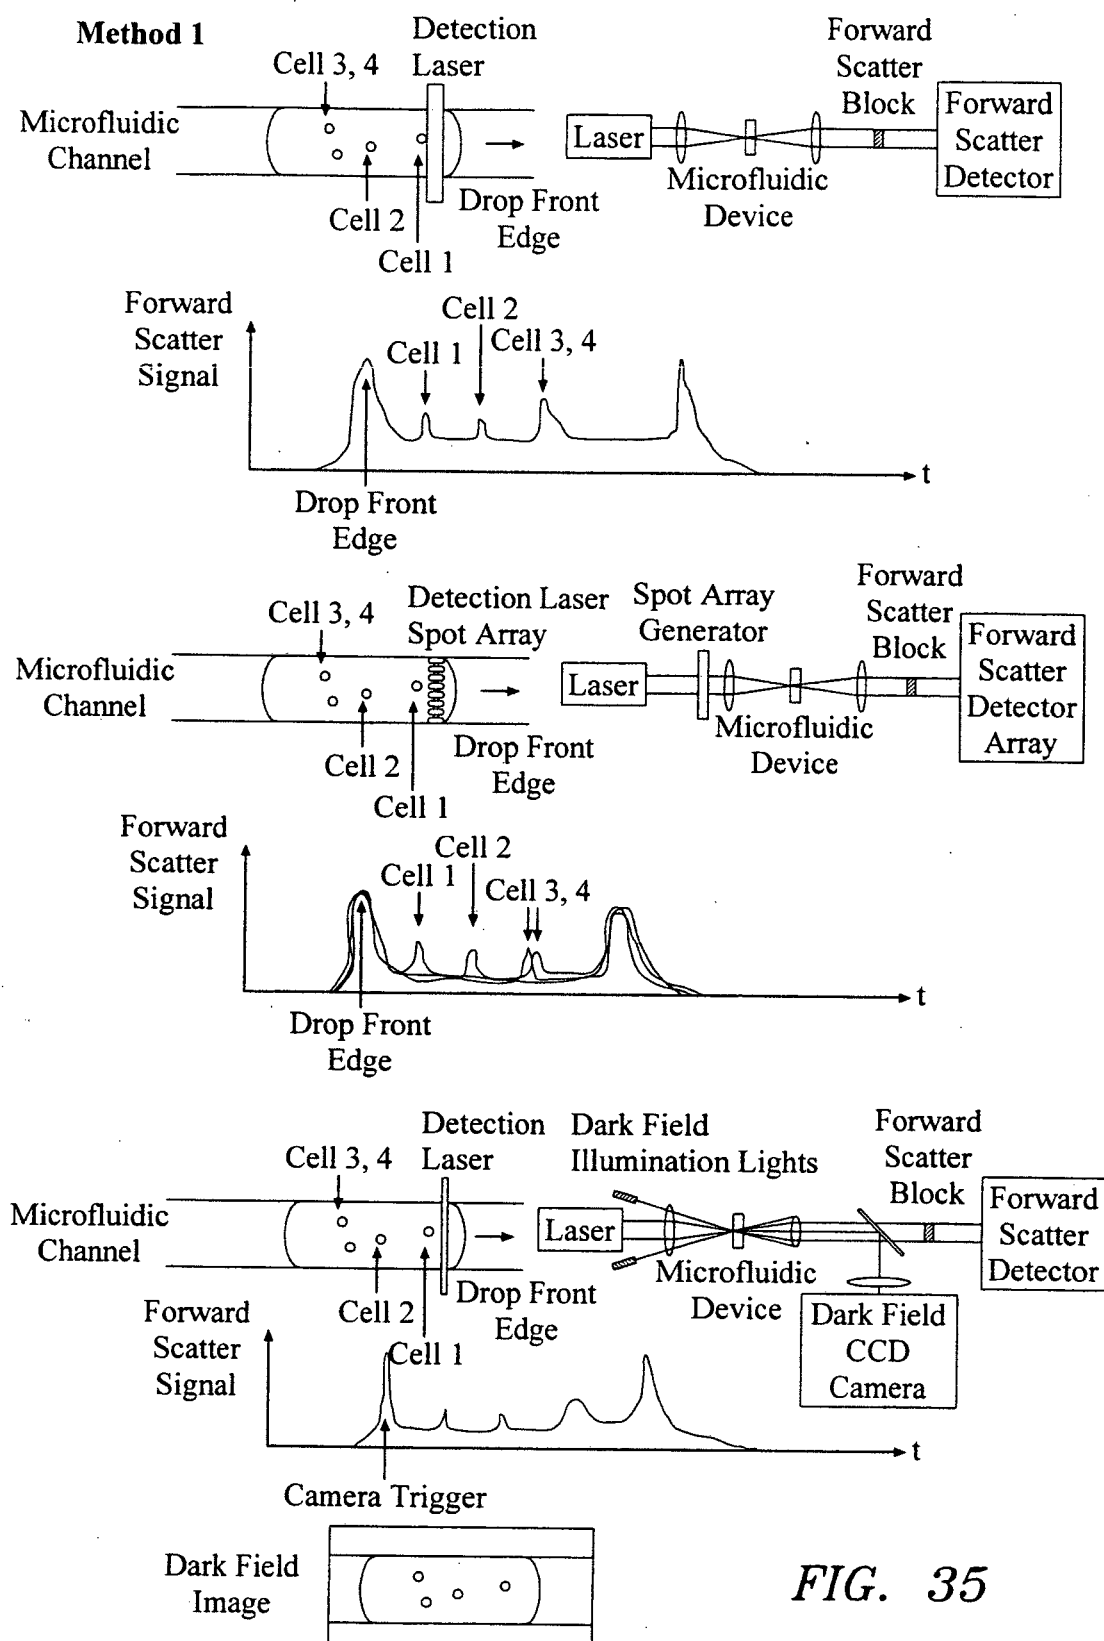 Method 1
Detection
Laser
Cell 3, 4
Microfluidic
Channel
Cell 2
Cell 1
Drop Front
Edge
Forward
Scatter
Block
Laser
Microfluidic
Device
Forward
Scatter
Detector
Forward
Scatter
Signal
Cell 1
Cell 2
Cell 3, 4
t
Drop Front
Edge
Cell 3, 4
Detection Laser
Spot Array
Microfluidic
Channel
Cell 2
Cell 1
Drop Front
Edge
Spot Array
Generator
Forward
Scatter
Block
Laser
Microfluidic
Device
Forward
Scatter
Detector
Array
Forward
Scatter
Signal
Cell 1
Cell 2
Cell 3, 4
t
Drop Front
Edge
Cell 3, 4
Detection
Laser
Microfluidic
Channel
Cell 2
Cell 1
Drop Front
Edge
Dark Field
Illumination Lights
Forward
Scatter
Block
Laser
Microfluidic
Device
Forward
Scatter
Detector
Dark Field
CCD
Camera
Forward
Scatter
Signal
t
Camera Trigger
Dark Field
Image
FIG. 35